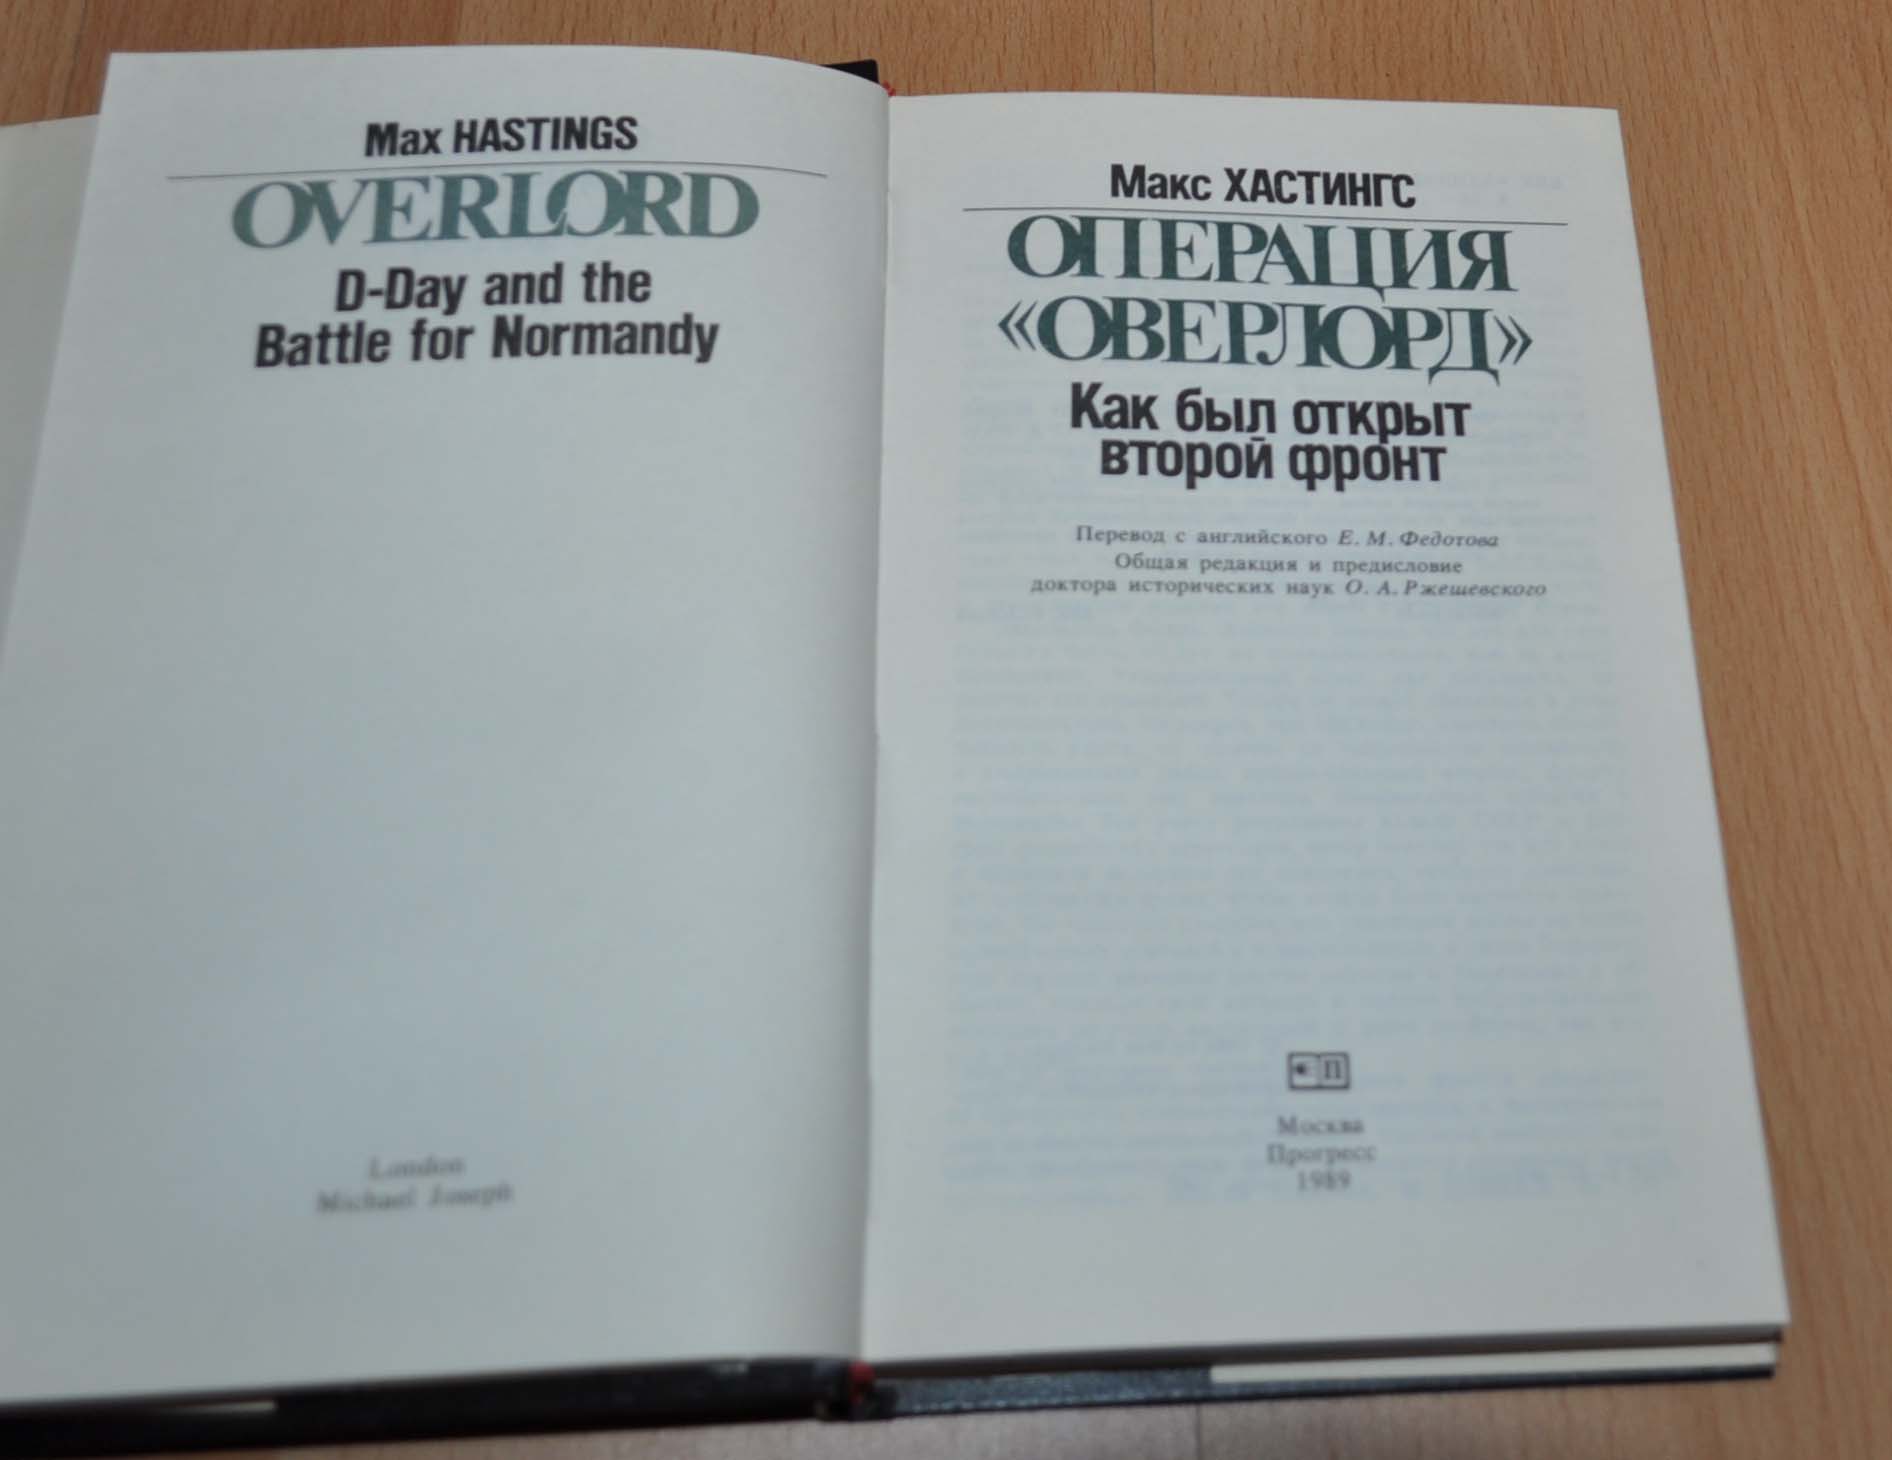 Max HASTINGS
OVERLORD
D-Day and the
Battle for Normandy
London
Michael Joseph
Макс ХАСТИНГС
ОПЕРАЦИЯ
«ОВЕРЛОРД»
Как был открыт
второй фронт
Перевод с английского Е. М. Федотова
Общая редакция и предисловие
доктора исторических наук О. А. Ржешевского
П
Москва
Прогресс
1989